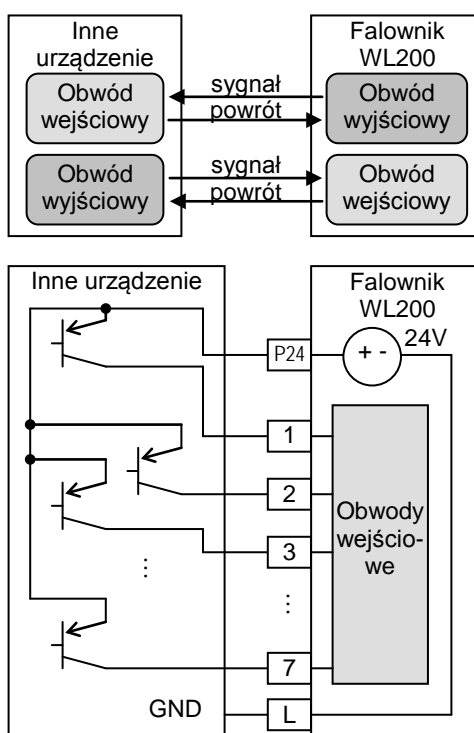 Inne
urządzenie
Falownik
WL200
Obwód
wejściowy
sygnał
powrót
Obwód
wyjściowy
Obwód
wyjściowy
sygnał
powrót
Obwód
wejściowy
Inne urządzenie
Falownik
WL200
P24
+ -
24V
1
2
3
⋮
⋮
7
Obwody
wejścio-
we
GND
L